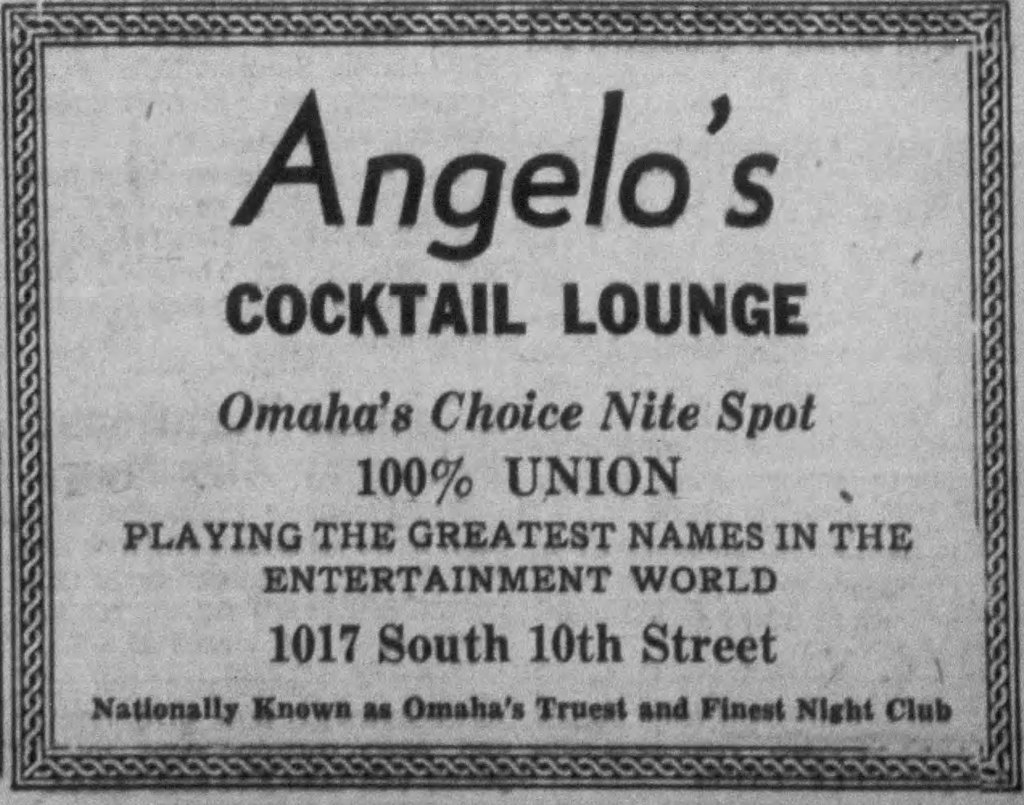 Angelo's
COCKTAIL LOUNGE
Omaha's Choice Nite Spot
100% UNION
PLAYING THE GREATEST NAMES IN THE
ENTERTAINMENT WORLD
1017 South 10th Street
Nationally Known as Omaha's Truest and Finest Night Club